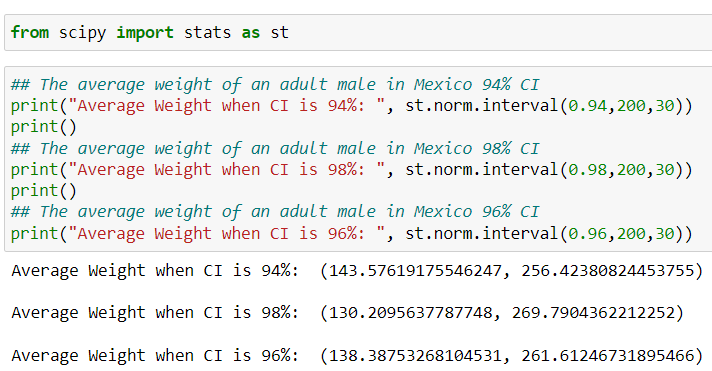 from scipy import stats as st
## The average weight of an adult male in Mexico 94% CI
print("Average Weight when CI is 94%: ", st.norm.interval(0.94,200,30))
print()
## The average weight of an adult male in Mexico 98% CI
print("Average Weight when CI is 98%: ", st.norm.interval(0.98,200,30))
print()
## The average weight of an adult male in Mexico 96% CI
print("Average Weight when CI is 96%: ", st.norm.interval(0.96,200,30))
Average Weight when CI is 94%:  (143.57619175546247, 256.42380824453755)
Average Weight when CI is 98%:  (130.2095637787748, 269.7904362212252)
Average Weight when CI is 96%:  (138.38753268104531, 261.61246731895466)